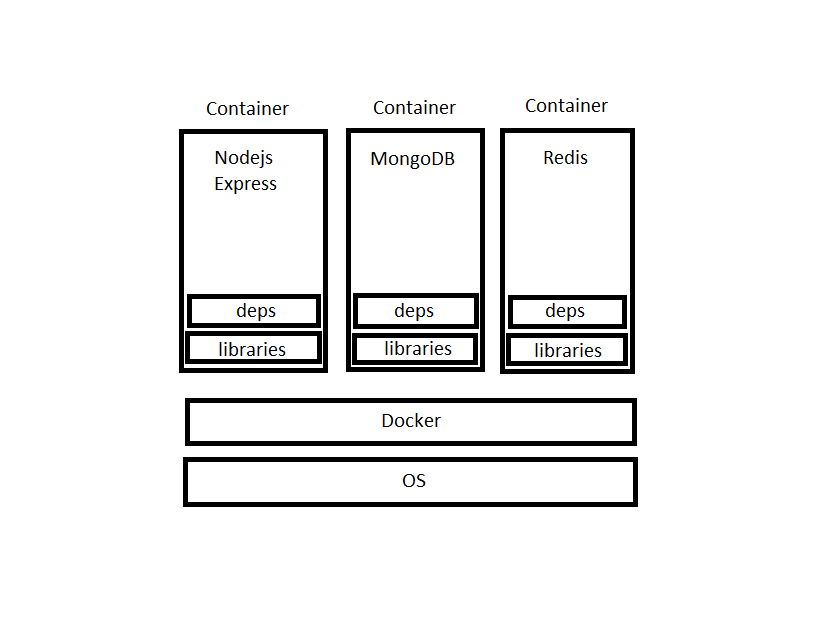 Container
Nodejs
Express
deps
libraries
Container
MongoDB
deps
libraries
Container
Redis
deps
libraries
Docker
OS